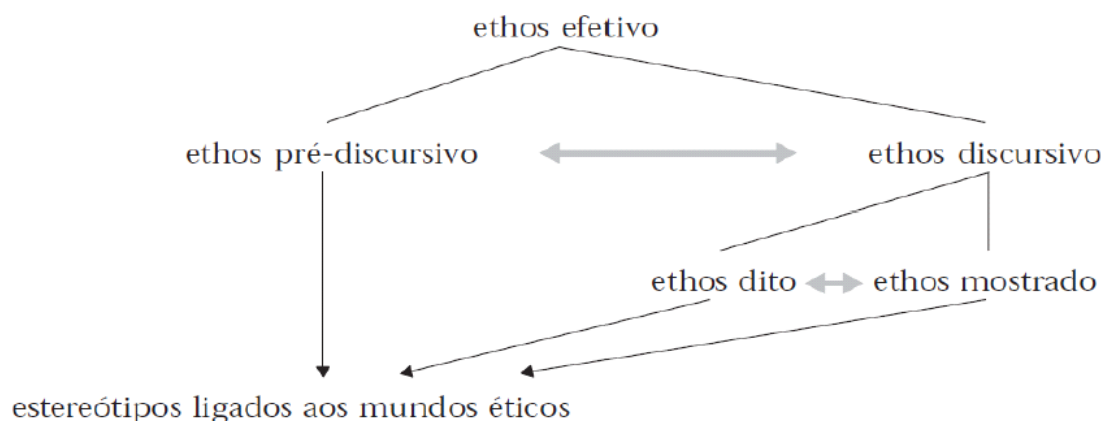 ethos efetivo
ethos pré-discursivo
ethos discursivo
ethos dito
ethos mostrado
estereótipos ligados aos mundos éticos